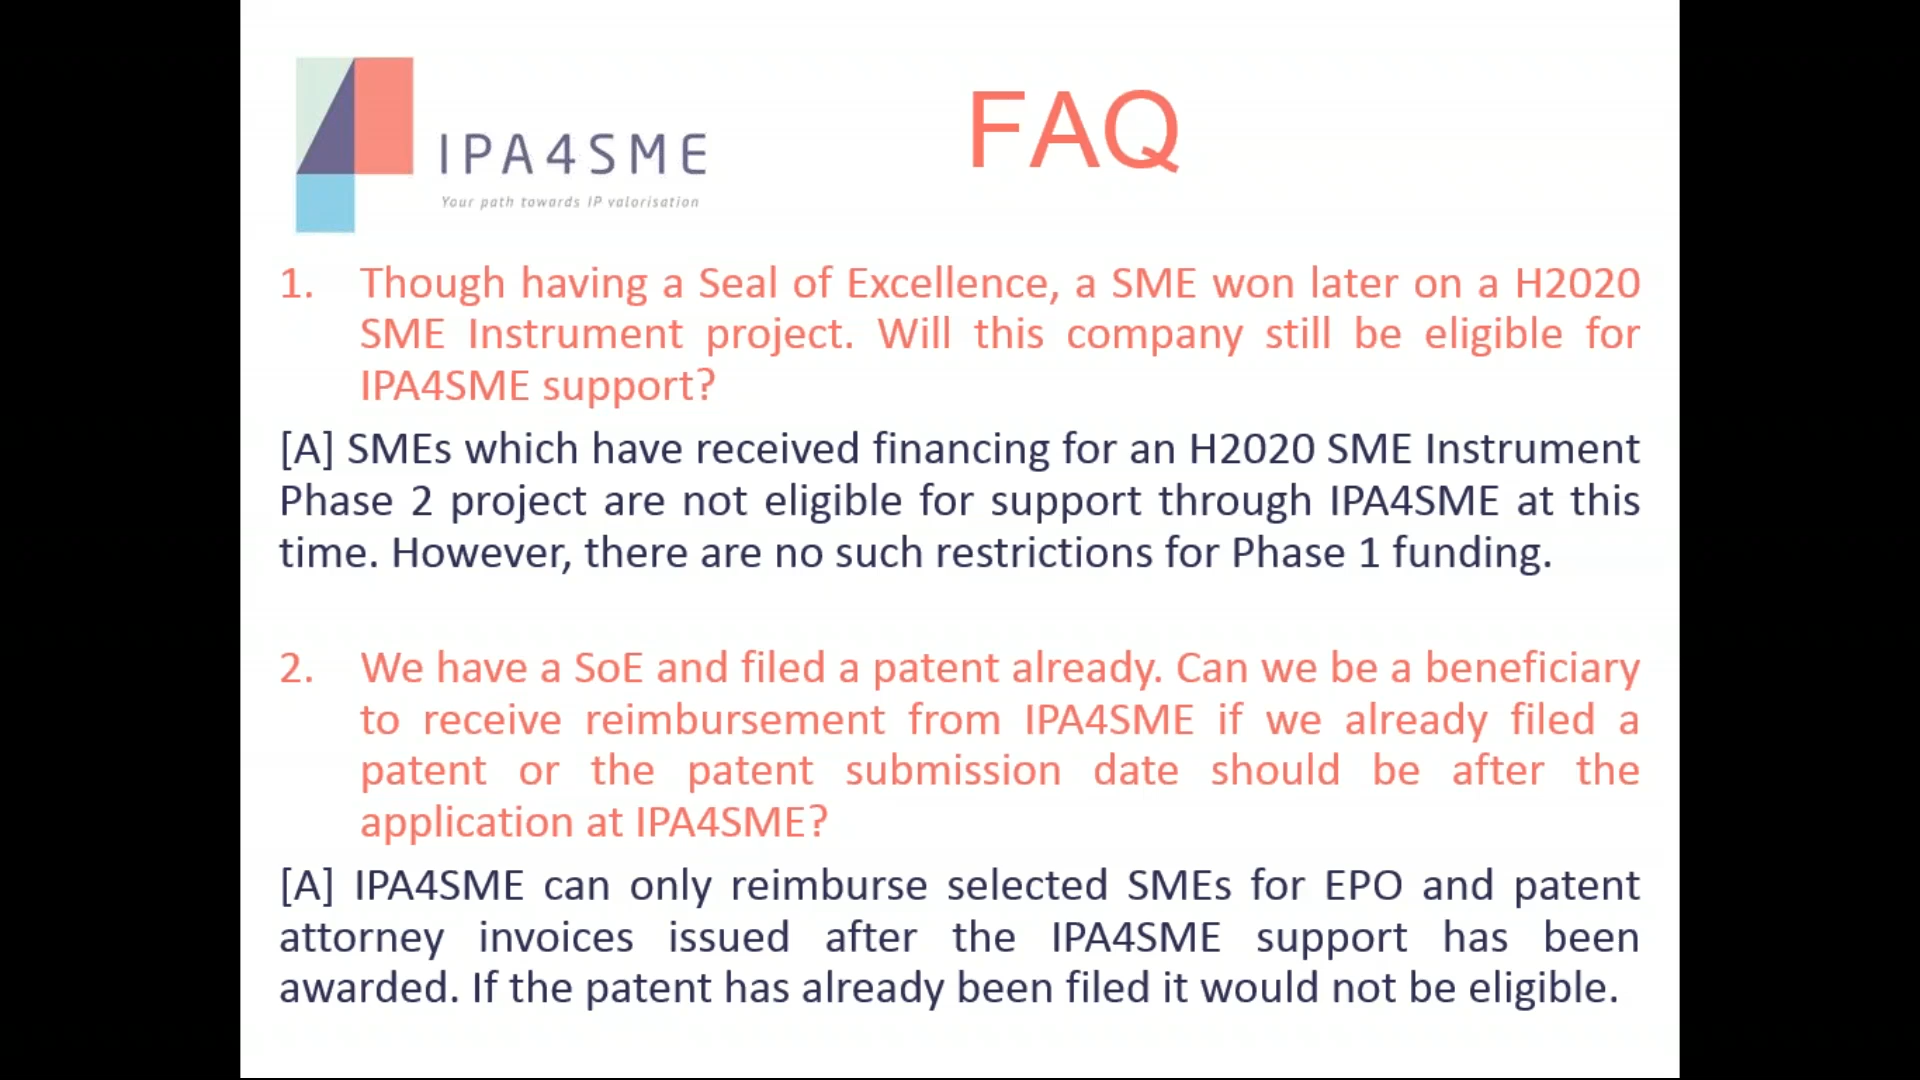 IPA4SME
Your path towards IP valorisation
FAQ
1. Though having a Seal of Excellence, a SME won later on a H2020
SME Instrument project. Will this company still be eligible for
IPA4SME support?
[A] SMEs which have received financing for an H2020 SME Instrument
Phase 2 project are not eligible for support through IPA4SME at this
time. However, there are no such restrictions for Phase 1 funding.
2. We have a SoE and filed a patent already. Can we be a beneficiary
to receive reimbursement from IPA4SME if we already filed a
patent or the patent submission date should be after the
application at IPA4SME?
[A] IPA4SME can only reimburse selected SMEs for EPO and patent
attorney invoices issued after the IPA4SME support has been
awarded. If the patent has already been filed it would not be eligible.